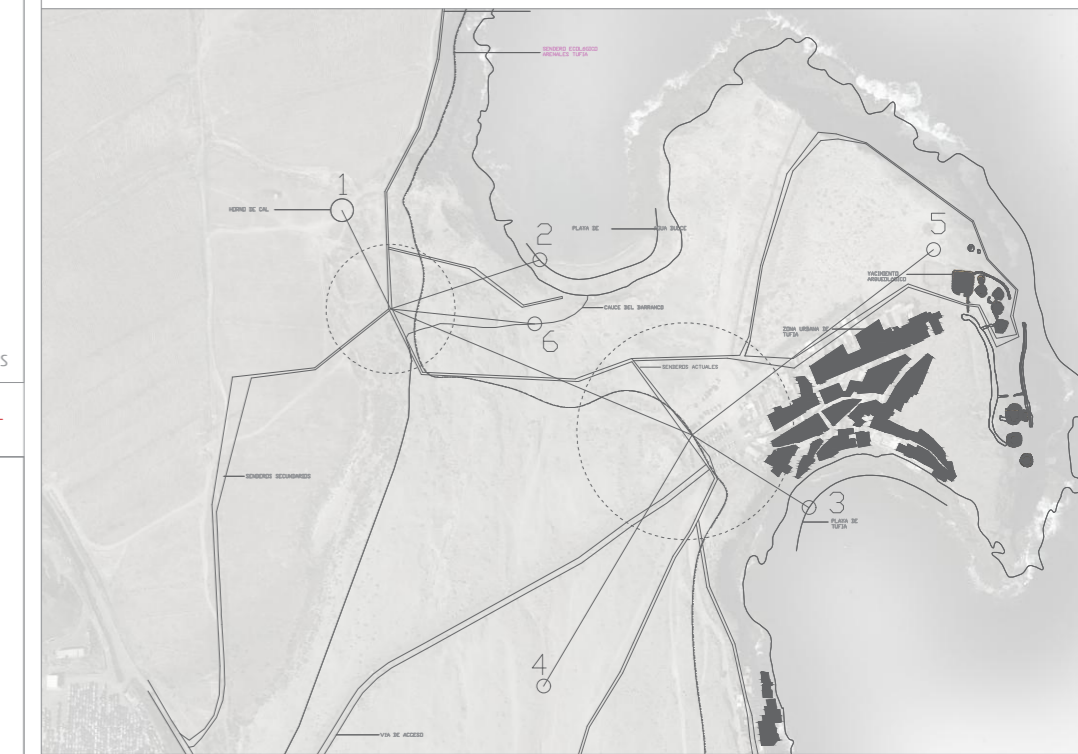 SENDERO ECOLOGICO
ARENALES TUFIA
1
HORNO DE CAL
2
PLAYA DE AGUA DULCE
5
YACIMIENTO
ARQUEOLOGICO
CAUCE DEL BARRANCO
6
ZONA URBANA DE
TUFIA
SENDEROS ACTUALES
S
SENDEROS SECUNDARIOS
3
PLAYA DE
TUFIA
4
VIA DE ACCESO